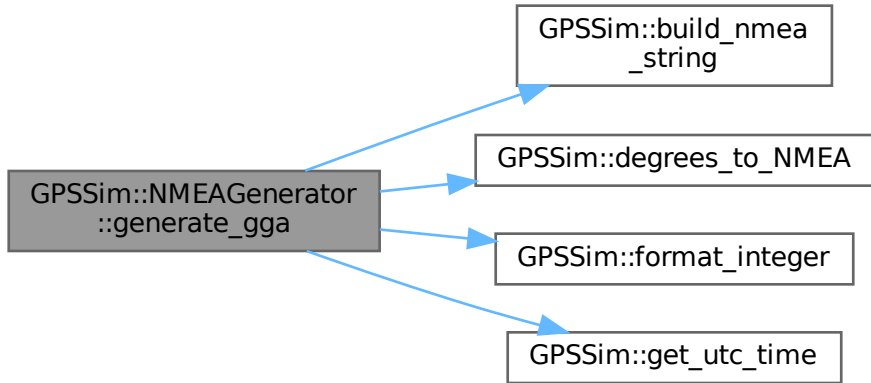 GPSSim::NMEAGenerator
::generate_gga
GPSSim::build_nmea
_string
GPSSim::degrees_to_NMEA
GPSSim::format_integer
GPSSim::get_utc_time